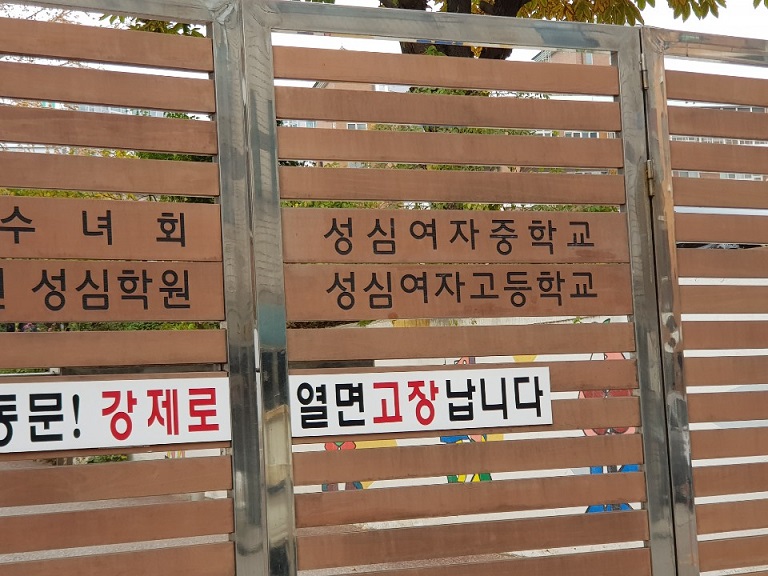 수녀회
성심학원
성심여자중학교
성심여자고등학교
동문! 강제로 열면고장납니다